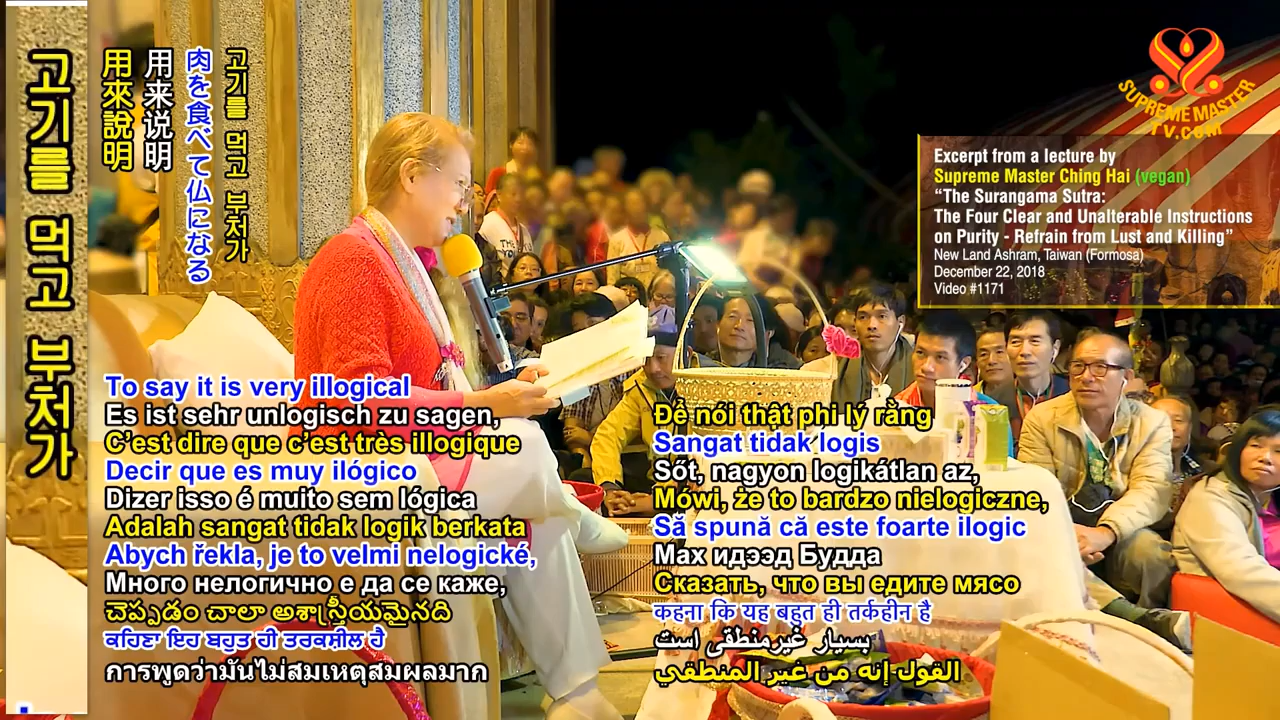 고기를 먹고 부처가
用來說明
用来说明
肉を食べて仏になる
고기를 먹고 부처가
SUPREME MASTER
TV.COM
Excerpt from a lecture by
Supreme Master Ching Hai (vegan)
“The Surangama Sutra:
The Four Clear and Unalterable Instructions
on Purity - Refrain from Lust and Killing”
New Land Ashram, Taiwan (Formosa)
December 22, 2018
Video #1171
To say it is very illogical
Es ist sehr unlogisch zu sagen,
C’est dire que c’est très illogique
Decir que es muy ilógico
Dizer isso é muito sem lógica
Adalah sangat tidak logik berkata
Abych řekla, je to velmi nelogické,
Много нелогично е да се каже,
చెప్పడం చాలా అశాస్త్రీయమైనది
ਕਹਿਣਾ ਇਹ ਬਹੁਤ ਹੀ ਤਰਕਸ਼ੀਲ ਹੈ
การพูดว่ามันไม่สมเหตุสมผลมาก
Để nói thật phi lý rằng
Sangat tidak logis
Sőt, nagyon logikátlan az,
Mówi, że to bardzo nielogiczne,
Să spună că este foarte ilogic
Мах идээд Будда
Сказать, что вы едите мясо
कहना कि यह बहुत ही तर्कहीन है
بسیار غیرمنطقی است
القول إنه من غير المنطقي